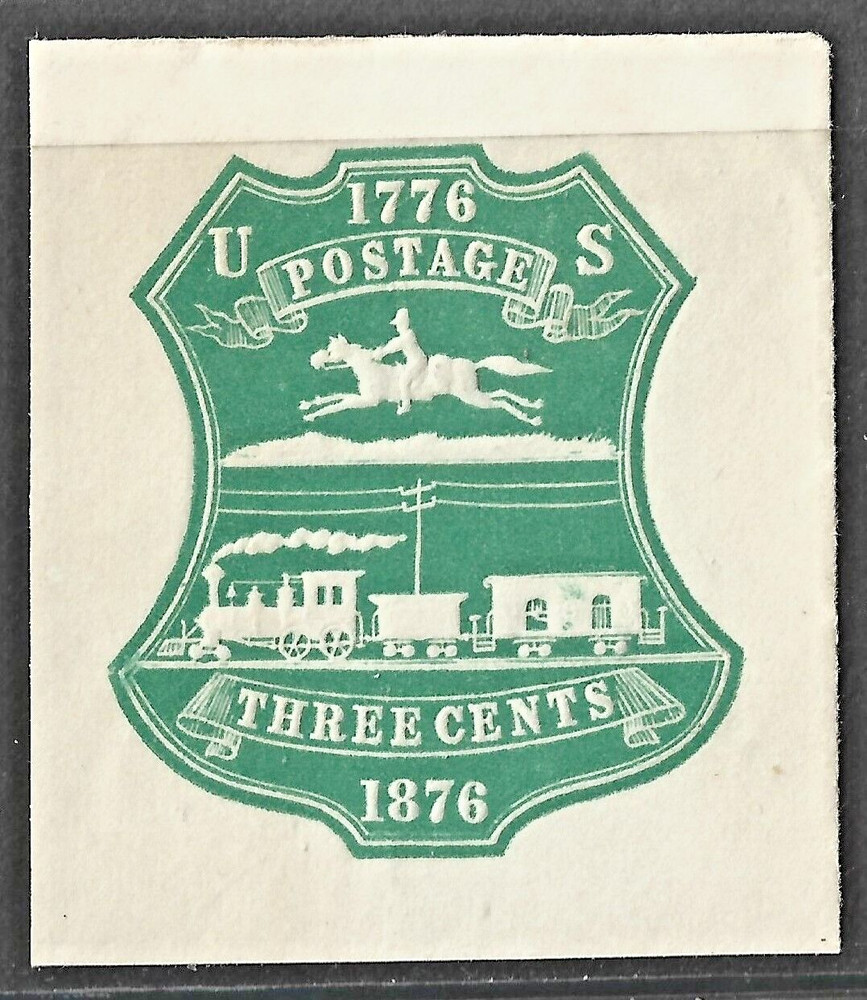 1776
U S
POSTAGE
THREE CENTS
1876